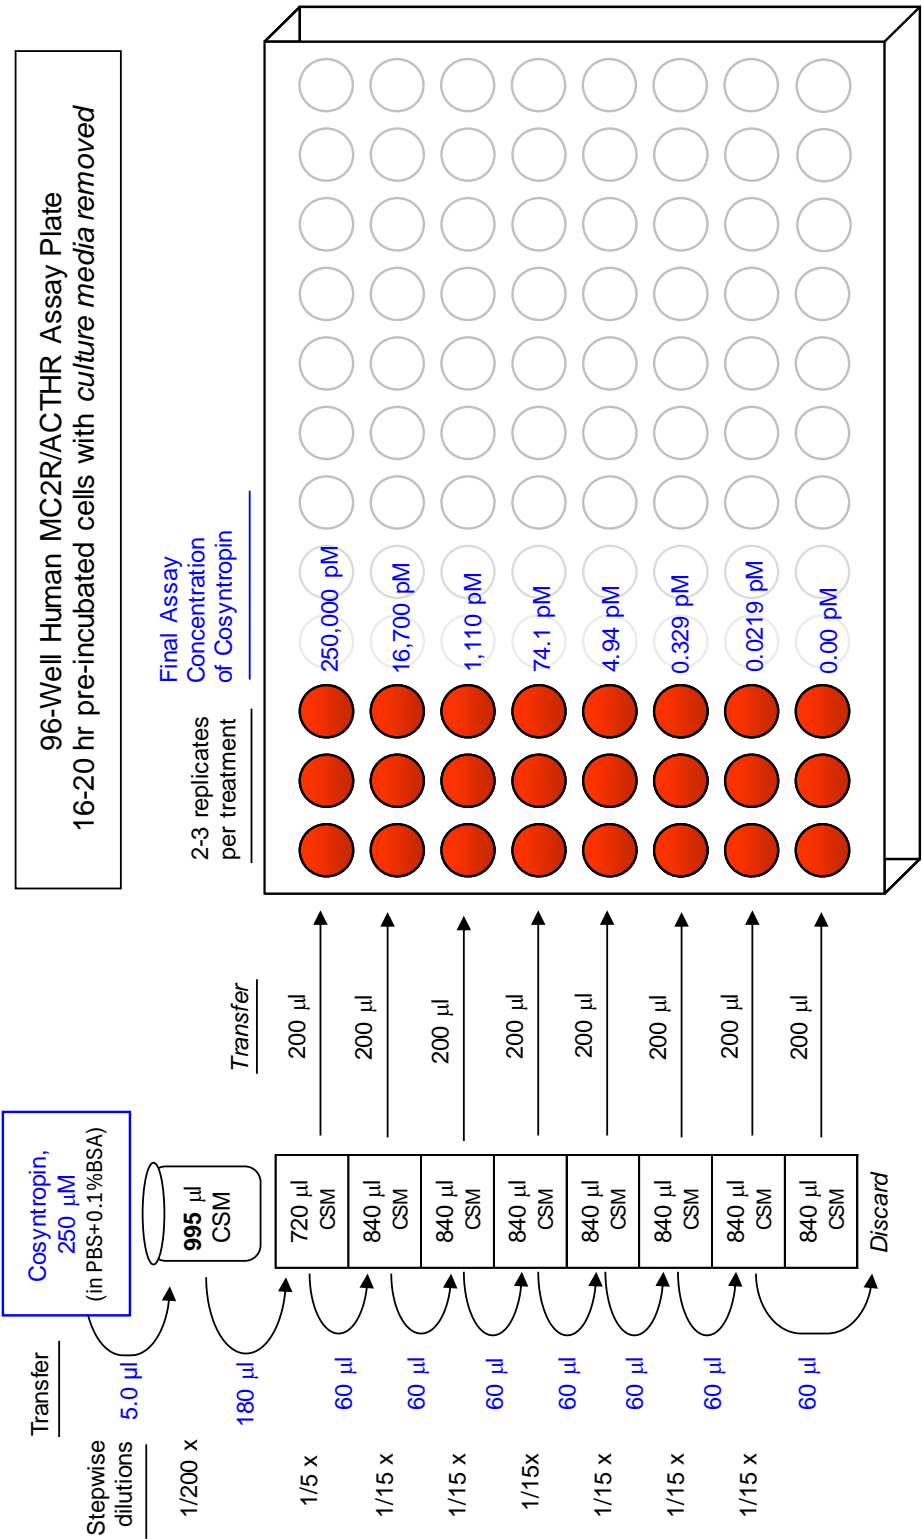 96-Well Human MC2R/ACTHR Assay Plate
16-20 hr pre-incubated cells with culture media removed
Stepwise
dilutions
Transfer
Cosyntropin,
250 µM
(in PBS+0.1%BSA)
1/200 x
5.0 µl
995 µl
CSM
1/5 x
180 µl
720 µl
CSM
1/15 x
60 µl
840 µl
CSM
1/15 x
60 µl
840 µl
CSM
1/15x
60 µl
840 µl
CSM
1/15 x
60 µl
840 µl
CSM
1/15 x
60 µl
840 µl
CSM
1/15 x
60 µl
840 µl
CSM
60 µl
840 µl
CSM
Discard
Transfer
200 µl
200 µl
200 µl
200 µl
200 µl
200 µl
200 µl
200 µl
2-3 replicates
per treatment
Final Assay
Concentration
of Cosyntropin
250,000 pM
16,700 pM
1,110 pM
74.1 pM
4.94 pM
0.329 pM
0.0219 pM
0.00 pM